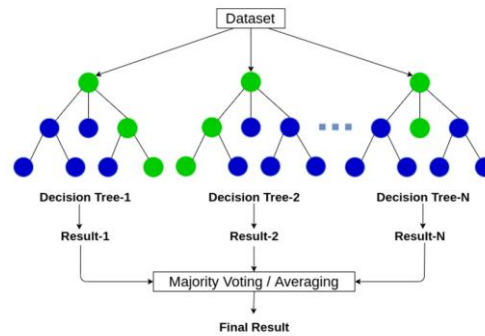 Dataset
Decision Tree-1 Decision Tree-2 Decision Tree-N
Result-1 Result-2 Result-N
Majority Voting / Averaging
Final Result